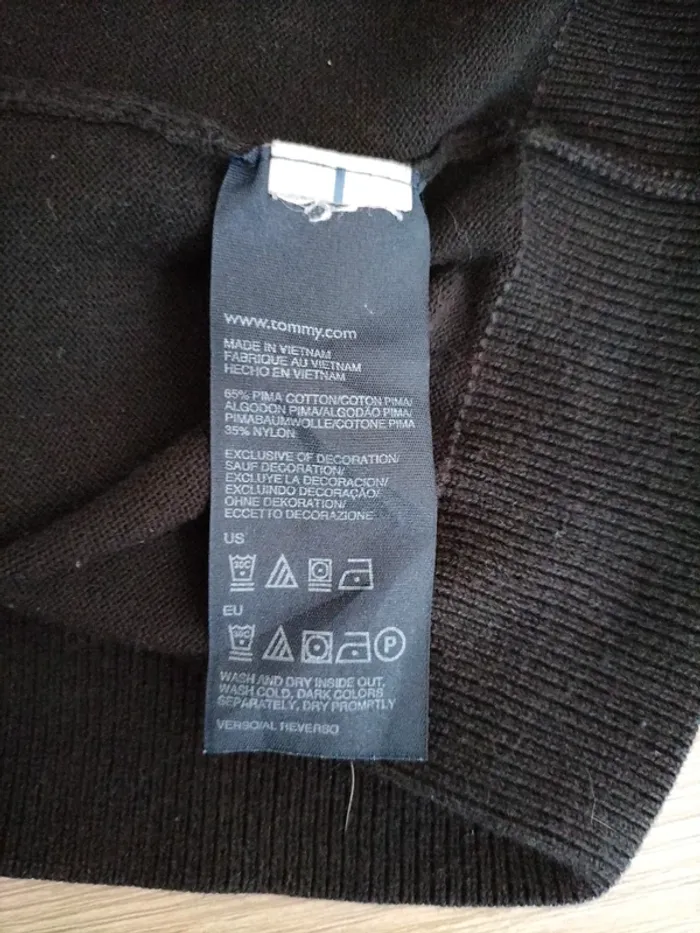 www.tommy.com
MADE IN VIETNAM
FABRIQUE AU VIETNAM
HECHO EN VIETNAM
65% PIMA COTTON/COTON PIMA/
ALGODON PIMA/ALGODÃO PIMA/
PIMABAUMWOLLE/COTONE PIMA
35% NYLON
EXCLUSIVE OF DECORATION/
SAUF DECORATION/
EXCLUYE LA DECORACION/
EXCLUINDO DECORAÇÃO/
OHNE DEKORATION/
ECCETTO DECORAZIONE
US
30C
EU
30C
P
WASH AND DRY INSIDE OUT,
WASH COLD, DARK COLORS
SEPARATELY, DRY PROMPTLY
VERSO/AL REVERSO